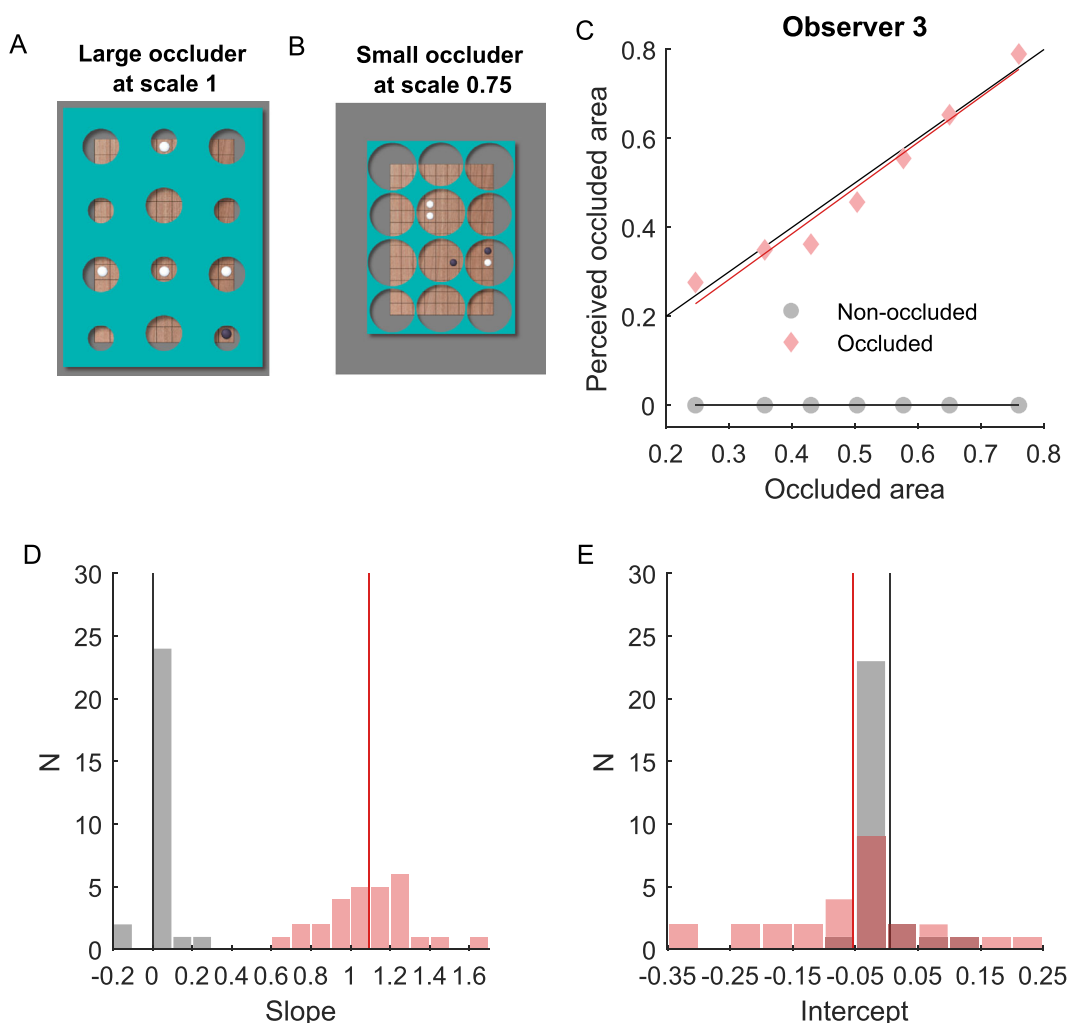 A
Large occluder
at scale 1
B
Small occluder
at scale 0.75
C
Observer 3
Perceived occluded area
0.8
0.6
0.4
0.2
0
Non-occluded
Occluded
0.2 0.3 0.4 0.5 0.6 0.7 0.8
Occluded area
D
N
30
25
20
15
10
5
0
-0.2 0 0.2 0.4 0.6 0.8 1 1.2 1.4 1.6
Slope
E
N
30
25
20
15
10
5
0
-0.35 -0.25 -0.15 -0.05 0.05 0.15 0.25
Intercept